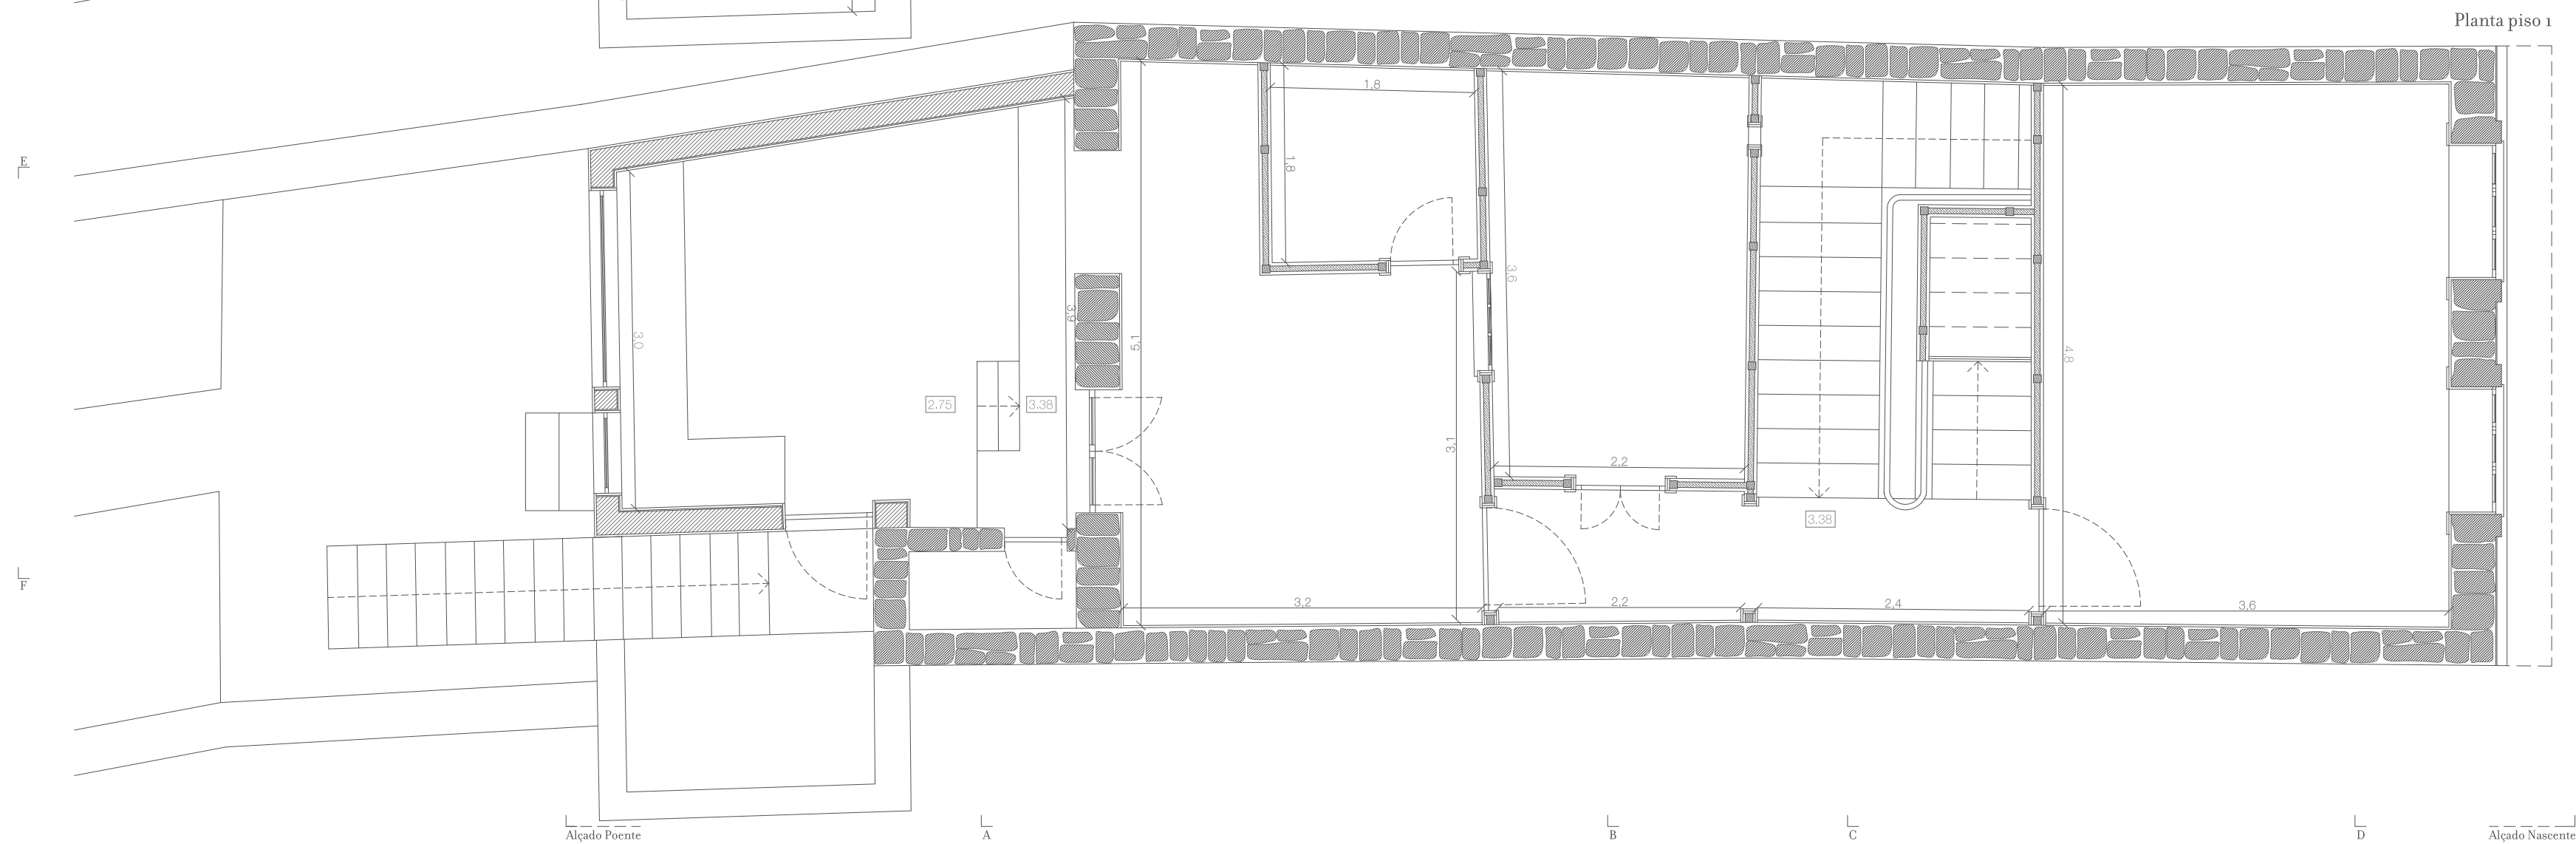 Planta piso 1
E
1,8
1,8
3,6
3,9
3,0
5,1
4,8
2.75
3.38
3,1
2,2
3.38
F
3,2
2,2
2,4
3,6
Alçado Poente
A
B
C
D
Alçado Nascente